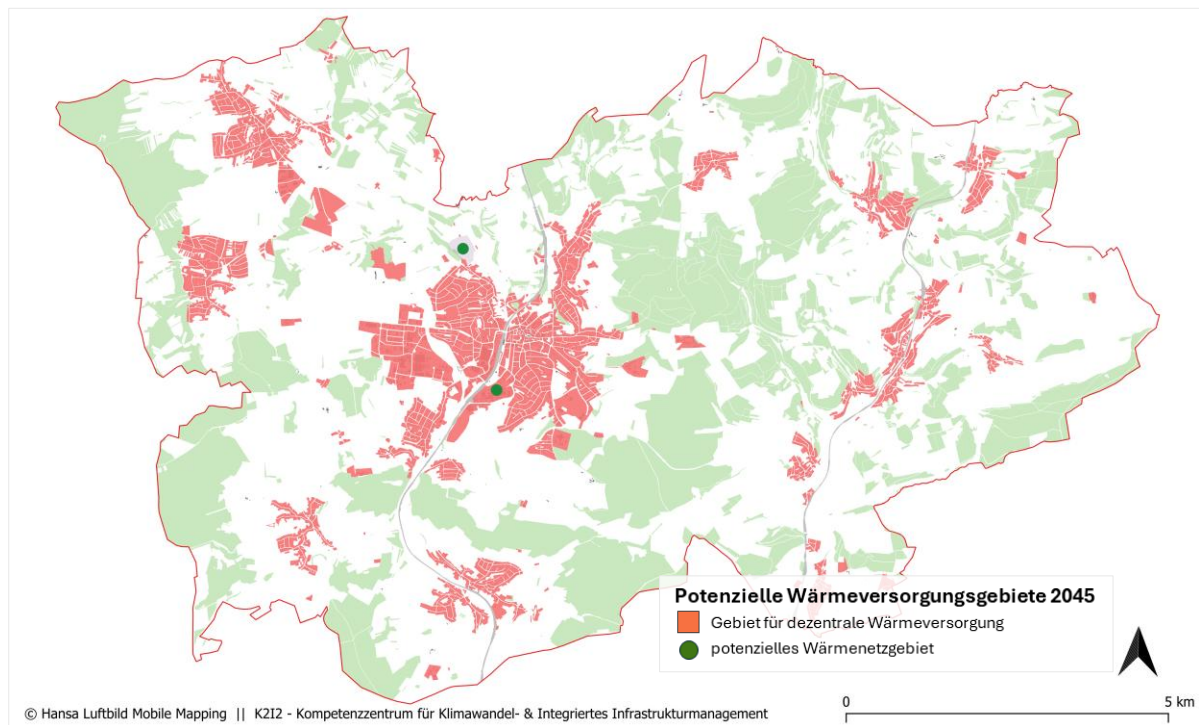 Potenzielle Wärmeversorgungsgebiete 2045
Gebiet für dezentrale Wärmeversorgung
potenzielles Wärmenetzgebiet
0 5 km
© Hansa Luftbild Mobile Mapping || K2I2 - Kompetenzzentrum für Klimawandel- & Integriertes Infrastrukturmanagement